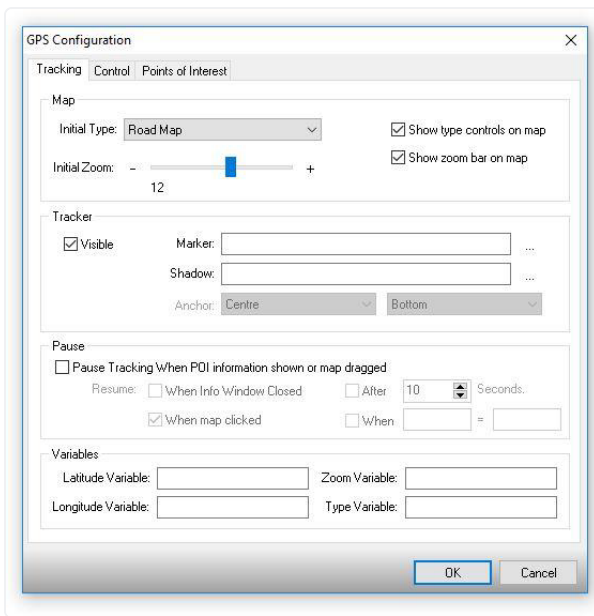 GPS Configuration
Tracking Control Points of Interest
Map
Initial Type: Road Map
Show type controls on map
Initial Zoom: - +
Show zoom bar on map
12
Tracker
Visible Marker: ...
Shadow: ...
Anchor: Centre Bottom
Pause
Pause Tracking When POI information shown or map dragged
Resume: When Info Window Closed After 10 Seconds.
When map clicked When =
Variables
Latitude Variable: Zoom Variable:
Longitude Variable: Type Variable:
OK Cancel